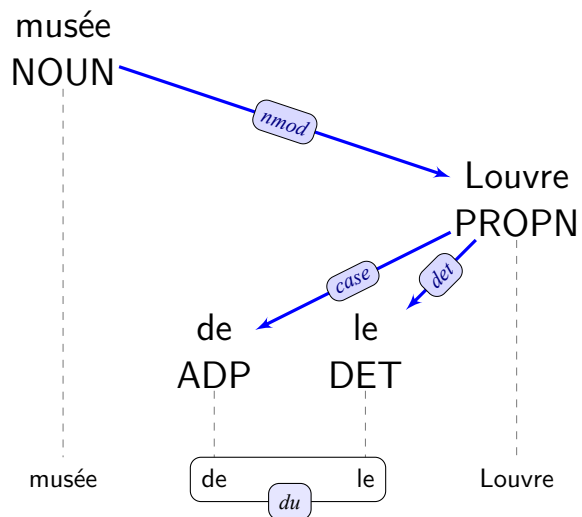 musée
NOUN
nmod
Louvre
PROPN
case
det
de
le
ADP
DET
musée
de
le
Louvre
du